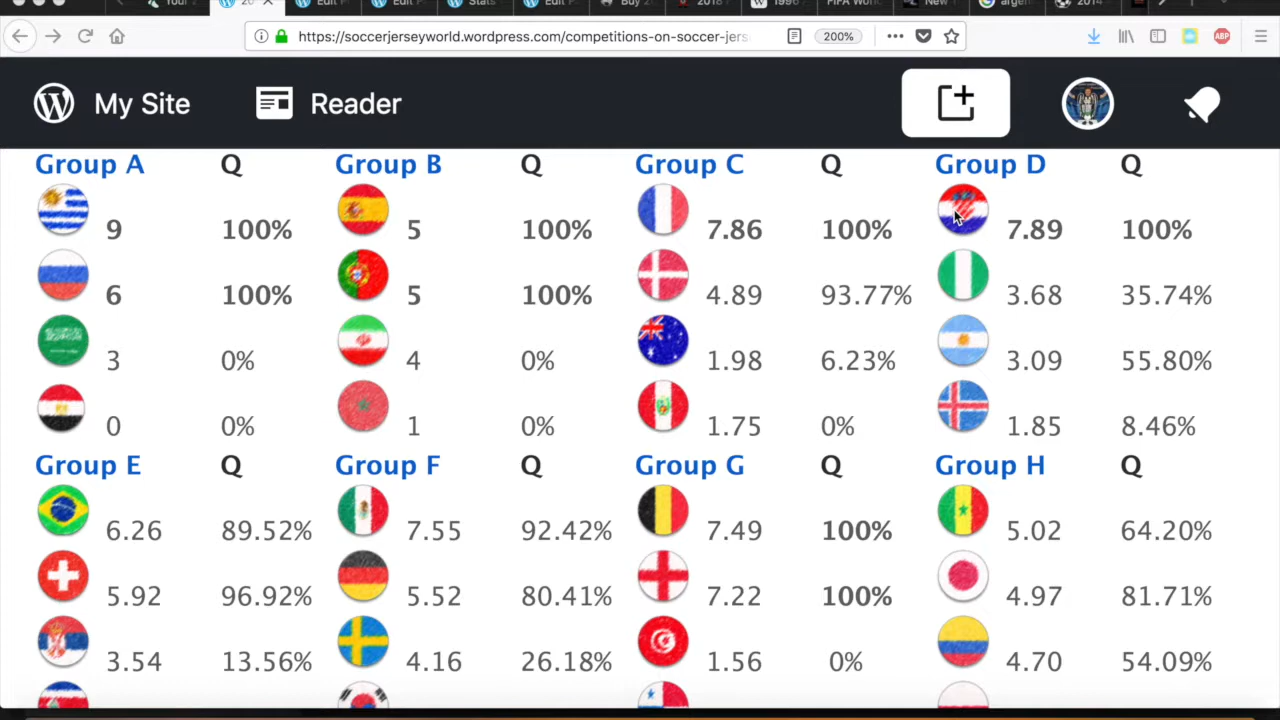 https://soccerjerseyworld.wordpress.com/competitions-on-soccer-jers
200%
ABP
My Site
Reader
Group A Q Group B Q Group C Q Group D Q
9 100% 5 100% 7.86 100% 7.89 100%
6 100% 5 100% 4.89 93.77% 3.68 35.74%
3 0% 4 0% 1.98 6.23% 3.09 55.80%
0 0% 1 0% 1.75 0% 1.85 8.46%
Group E Q Group F Q Group G Q Group H Q
6.26 89.52% 7.55 92.42% 7.49 100% 5.02 64.20%
5.92 96.92% 5.52 80.41% 7.22 100% 4.97 81.71%
3.54 13.56% 4.16 26.18% 1.56 0% 4.70 54.09%